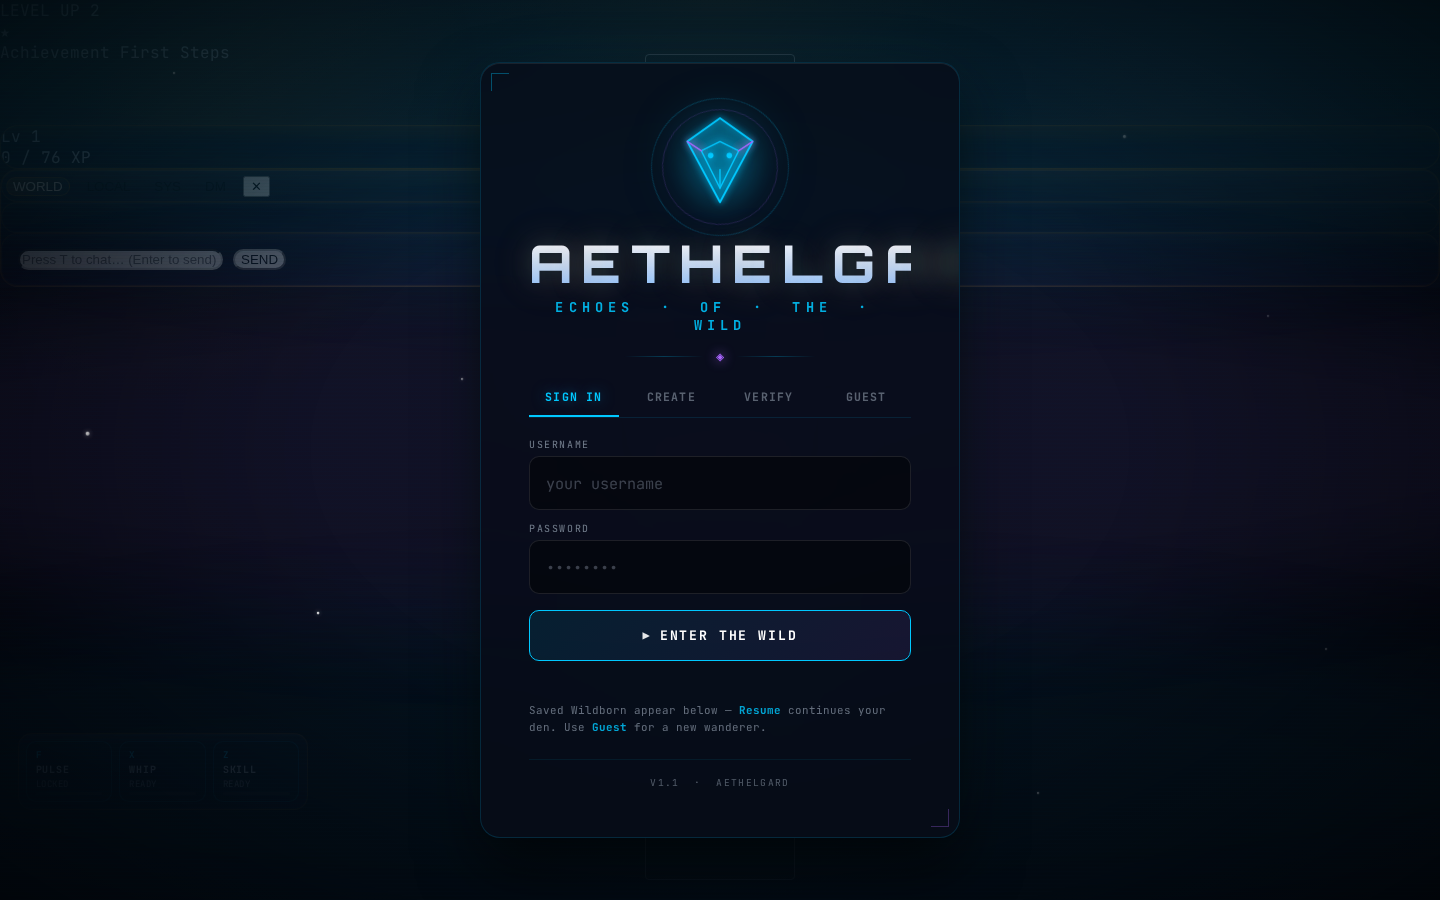 LEVEL UP 2
Achievement First Steps
Lv 1
0 / 76 XP
WORLD
✕
Press T to chat… (Enter to send)
SEND
AETHELGA
ECHOES · OF · THE ·
WILD
SIGN IN
CREATE
VERIFY
GUEST
USERNAME
your username
PASSWORD
••••••••
▶ ENTER THE WILD
Saved Wildborn appear below — Resume continues your
den. Use Guest for a new wanderer.
PULSE
WHIP
SKILL
READY
V1.1 · AETHELGARD